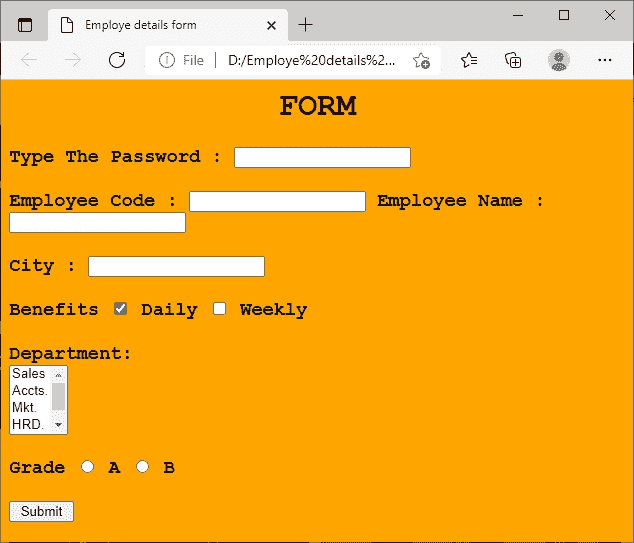 Employe details form
File D:/Employe%20details%2...
FORM
Type The Password :
Employee Code : Employee Name :
City :
Benefits Daily Weekly
Department:
Sales
Accts.
Mkt.
HRD.
Grade A B
Submit